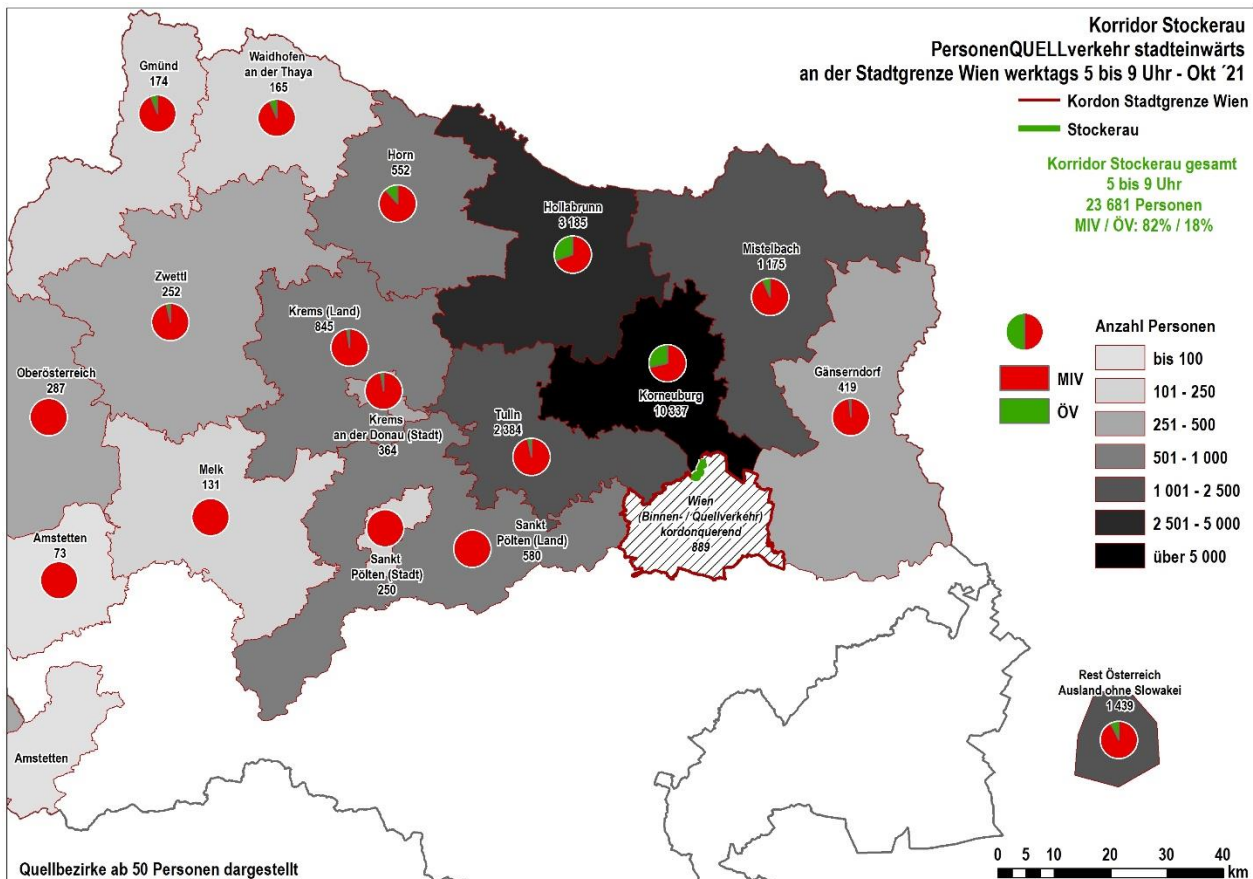 Korridor Stockerau
PersonenQUELLverkehr stadteinwärts
an der Stadtgrenze Wien werktags 5 bis 9 Uhr - Okt ´21
Kordon Stadtgrenze Wien
Stockerau
Korridor Stockerau gesamt
5 bis 9 Uhr
23 681 Personen
MIV / ÖV: 82% / 18%
Gmünd
174
Waidhofen
an der Thaya
165
Horn
552
Hollabrunn
3 185
Mistelbach
1 175
Zwettl
252
Krems (Land)
845
Oberösterreich
287
Krems
an der Donau (Stadt)
364
Korneuburg
10 337
Gänserndorf
419
Tulln
2 384
Melk
131
Amstetten
73
Sankt
Pölten (Stadt)
250
Sankt
Pölten (Land)
580
Wien
(Binnen- / Quellverkehr)
kordonquerend
889
Amstetten
MIV
ÖV
Anzahl Personen
bis 100
101 - 250
251 - 500
501 - 1 000
1 001 - 2 500
2 501 - 5 000
über 5 000
Rest Österreich
Ausland ohne Slowakei
1 439
Quellbezirke ab 50 Personen dargestellt
0 5 10 20 30 40
km